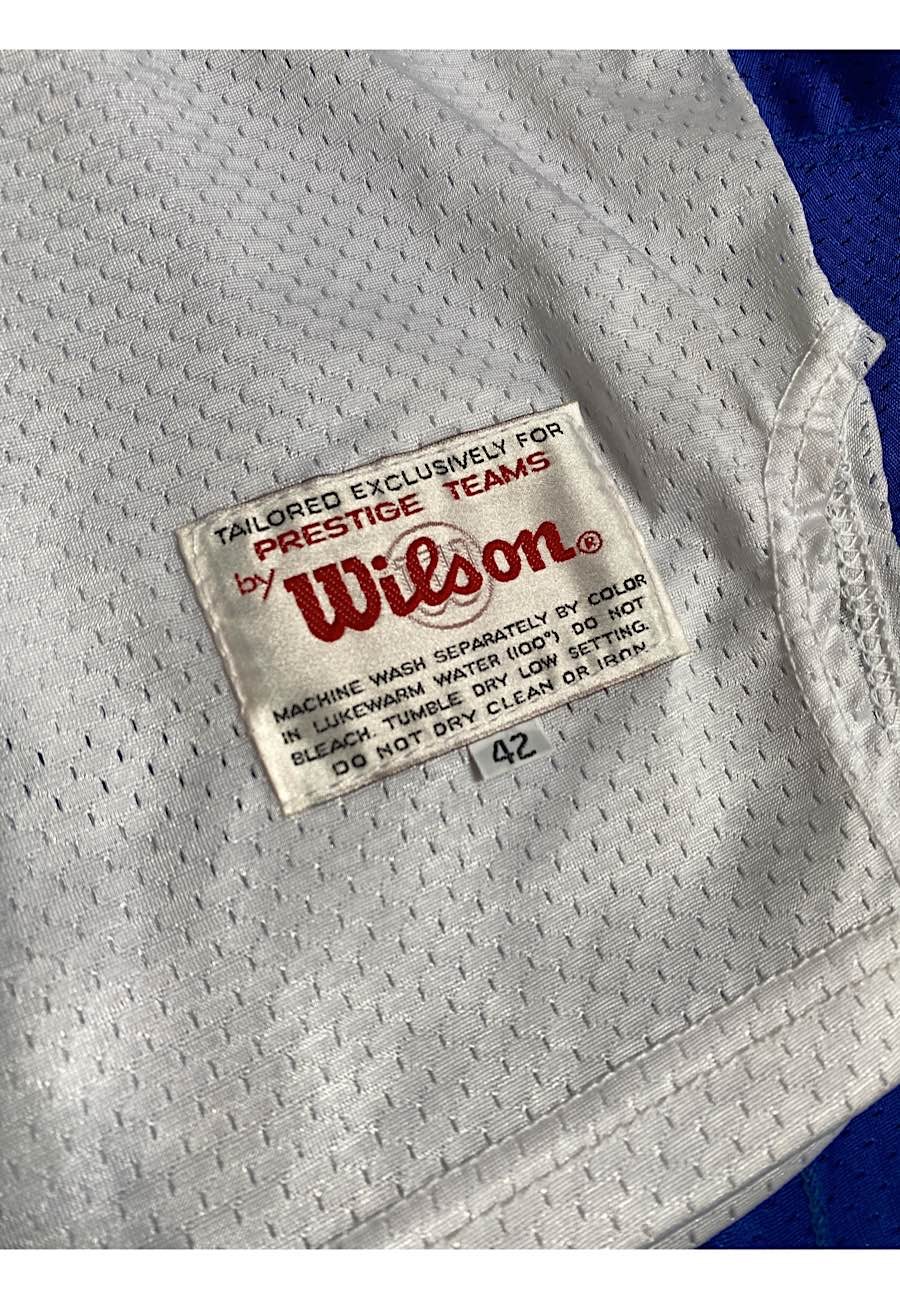 TAILORED EXCLUSIVELY FOR
PRESTIGE TEAMS
by Wilson®
MACHINE WASH SEPARATELY BY COLOR
IN LUKEWARM WATER (100°) DO NOT
BLEACH. TUMBLE DRY LOW SETTING.
DO NOT DRY CLEAN OR IRON.
42